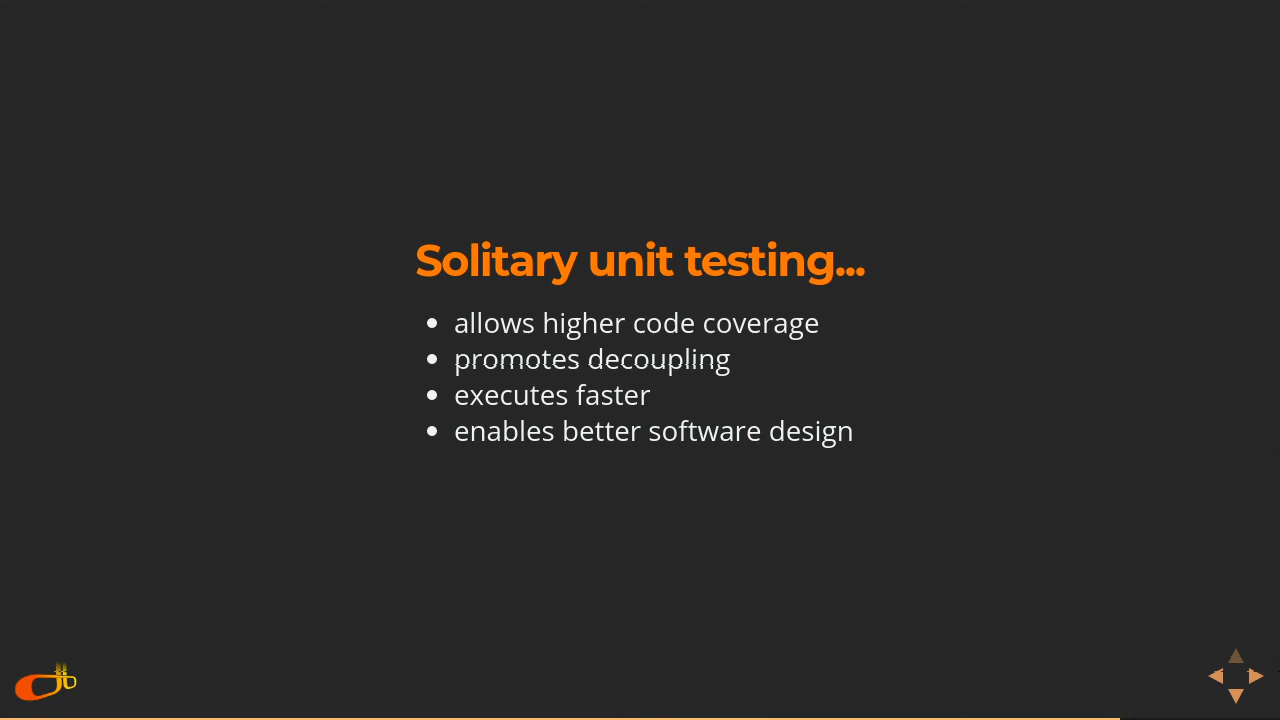 Solitary unit testing...
• allows higher code coverage
• promotes decoupling
• executes faster
• enables better software design